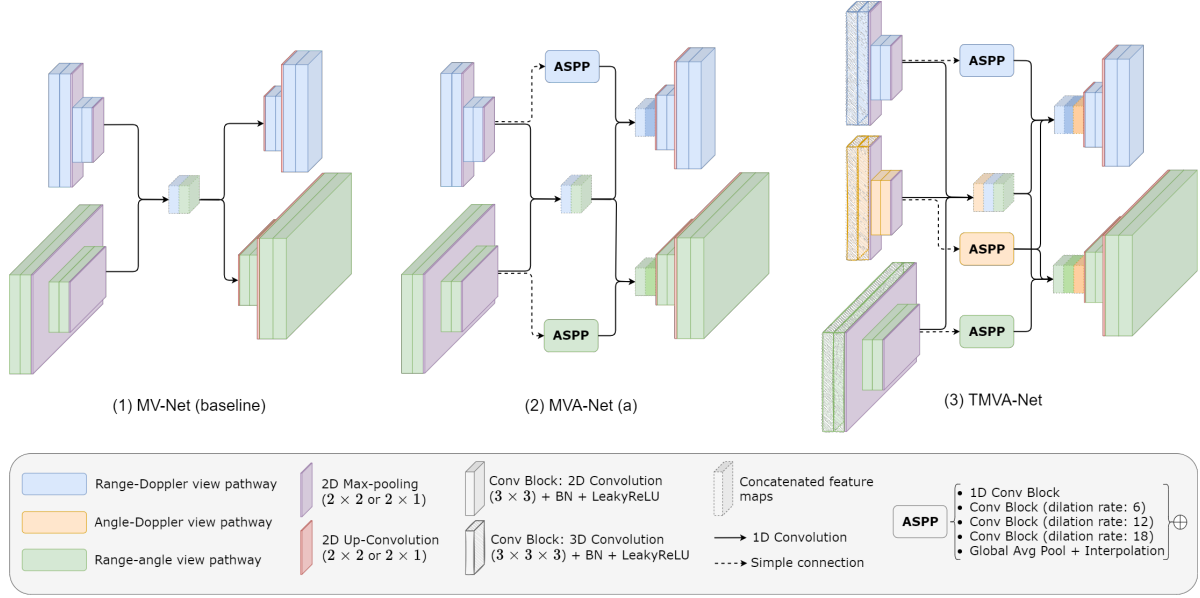 ASPP
ASPP
ASPP
ASPP
ASPP
(1) MV-Net (baseline)
(2) MVA-Net (a)
(3) TMVA-Net
Range-Doppler view pathway
Angle-Doppler view pathway
Range-angle view pathway
2D Max-pooling
(2 × 2 or 2 × 1)
2D Up-Convolution
(2 × 2 or 2 × 1)
Conv Block: 2D Convolution
(3 × 3) + BN + LeakyReLU
Conv Block: 3D Convolution
(3 × 3 × 3) + BN + LeakyReLU
Concatenated feature
maps
1D Convolution
Simple connection
ASPP
• 1D Conv Block
• Conv Block (dilation rate: 6)
• Conv Block (dilation rate: 12)
• Conv Block (dilation rate: 18)
• Global Avg Pool + Interpolation
⊕